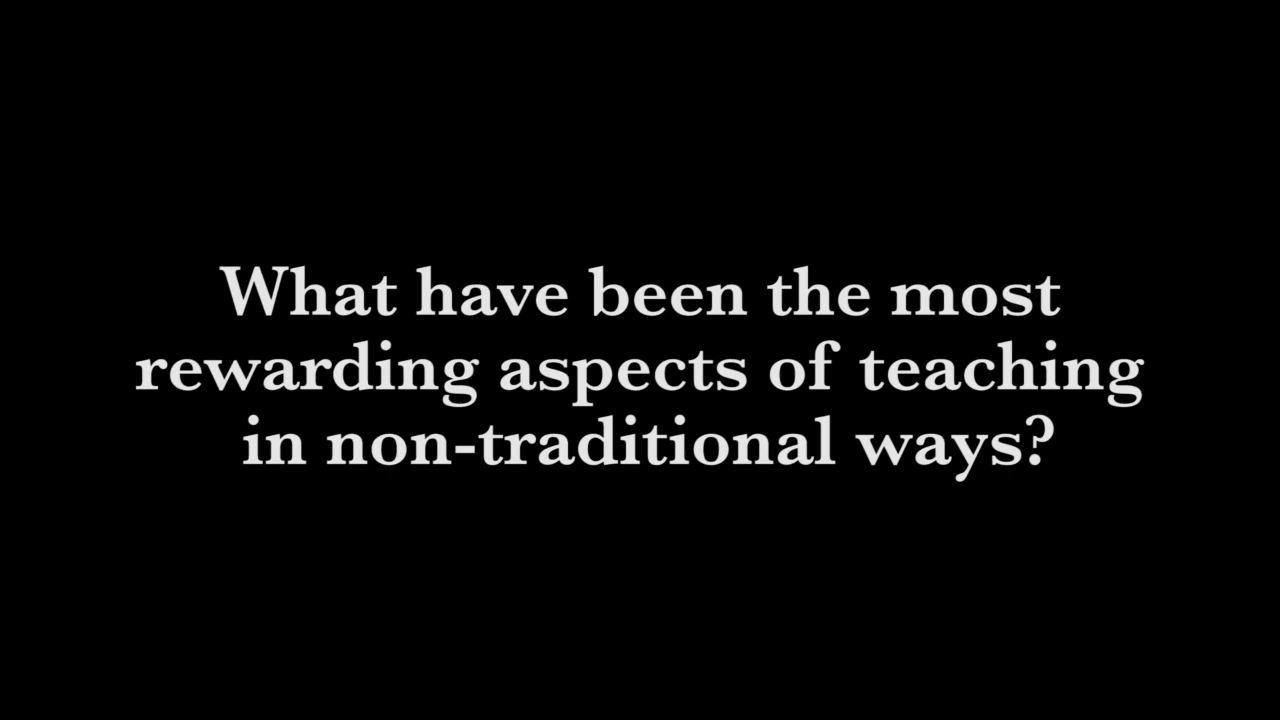 What have been the most
rewarding aspects of teaching
in non-traditional ways?